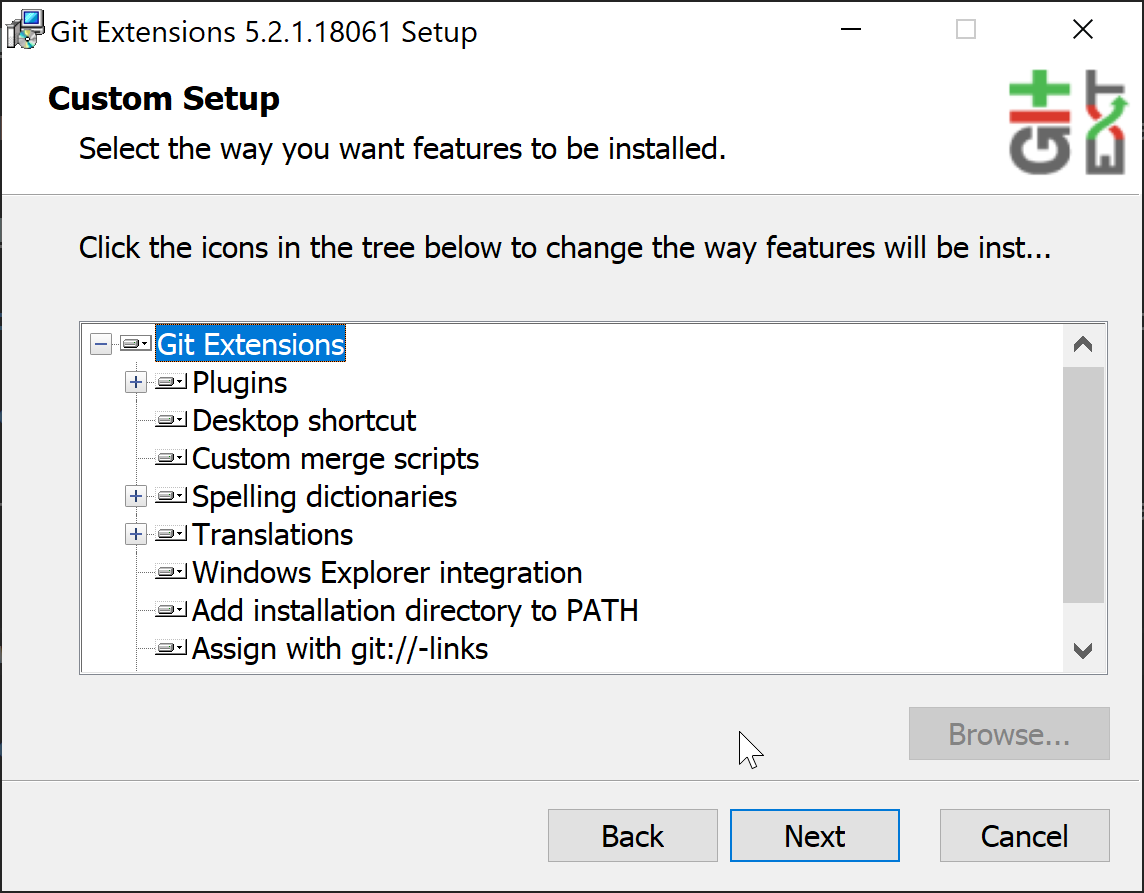 Git Extensions 5.2.1.18061 Setup
Custom Setup
Select the way you want features to be installed.
Git EXT
Click the icons in the tree below to change the way features will be inst...
Git Extensions
Plugins
Desktop shortcut
Custom merge scripts
Spelling dictionaries
Translations
Windows Explorer integration
Add installation directory to PATH
Assign with git://-links
Browse...
Back
Next
Cancel